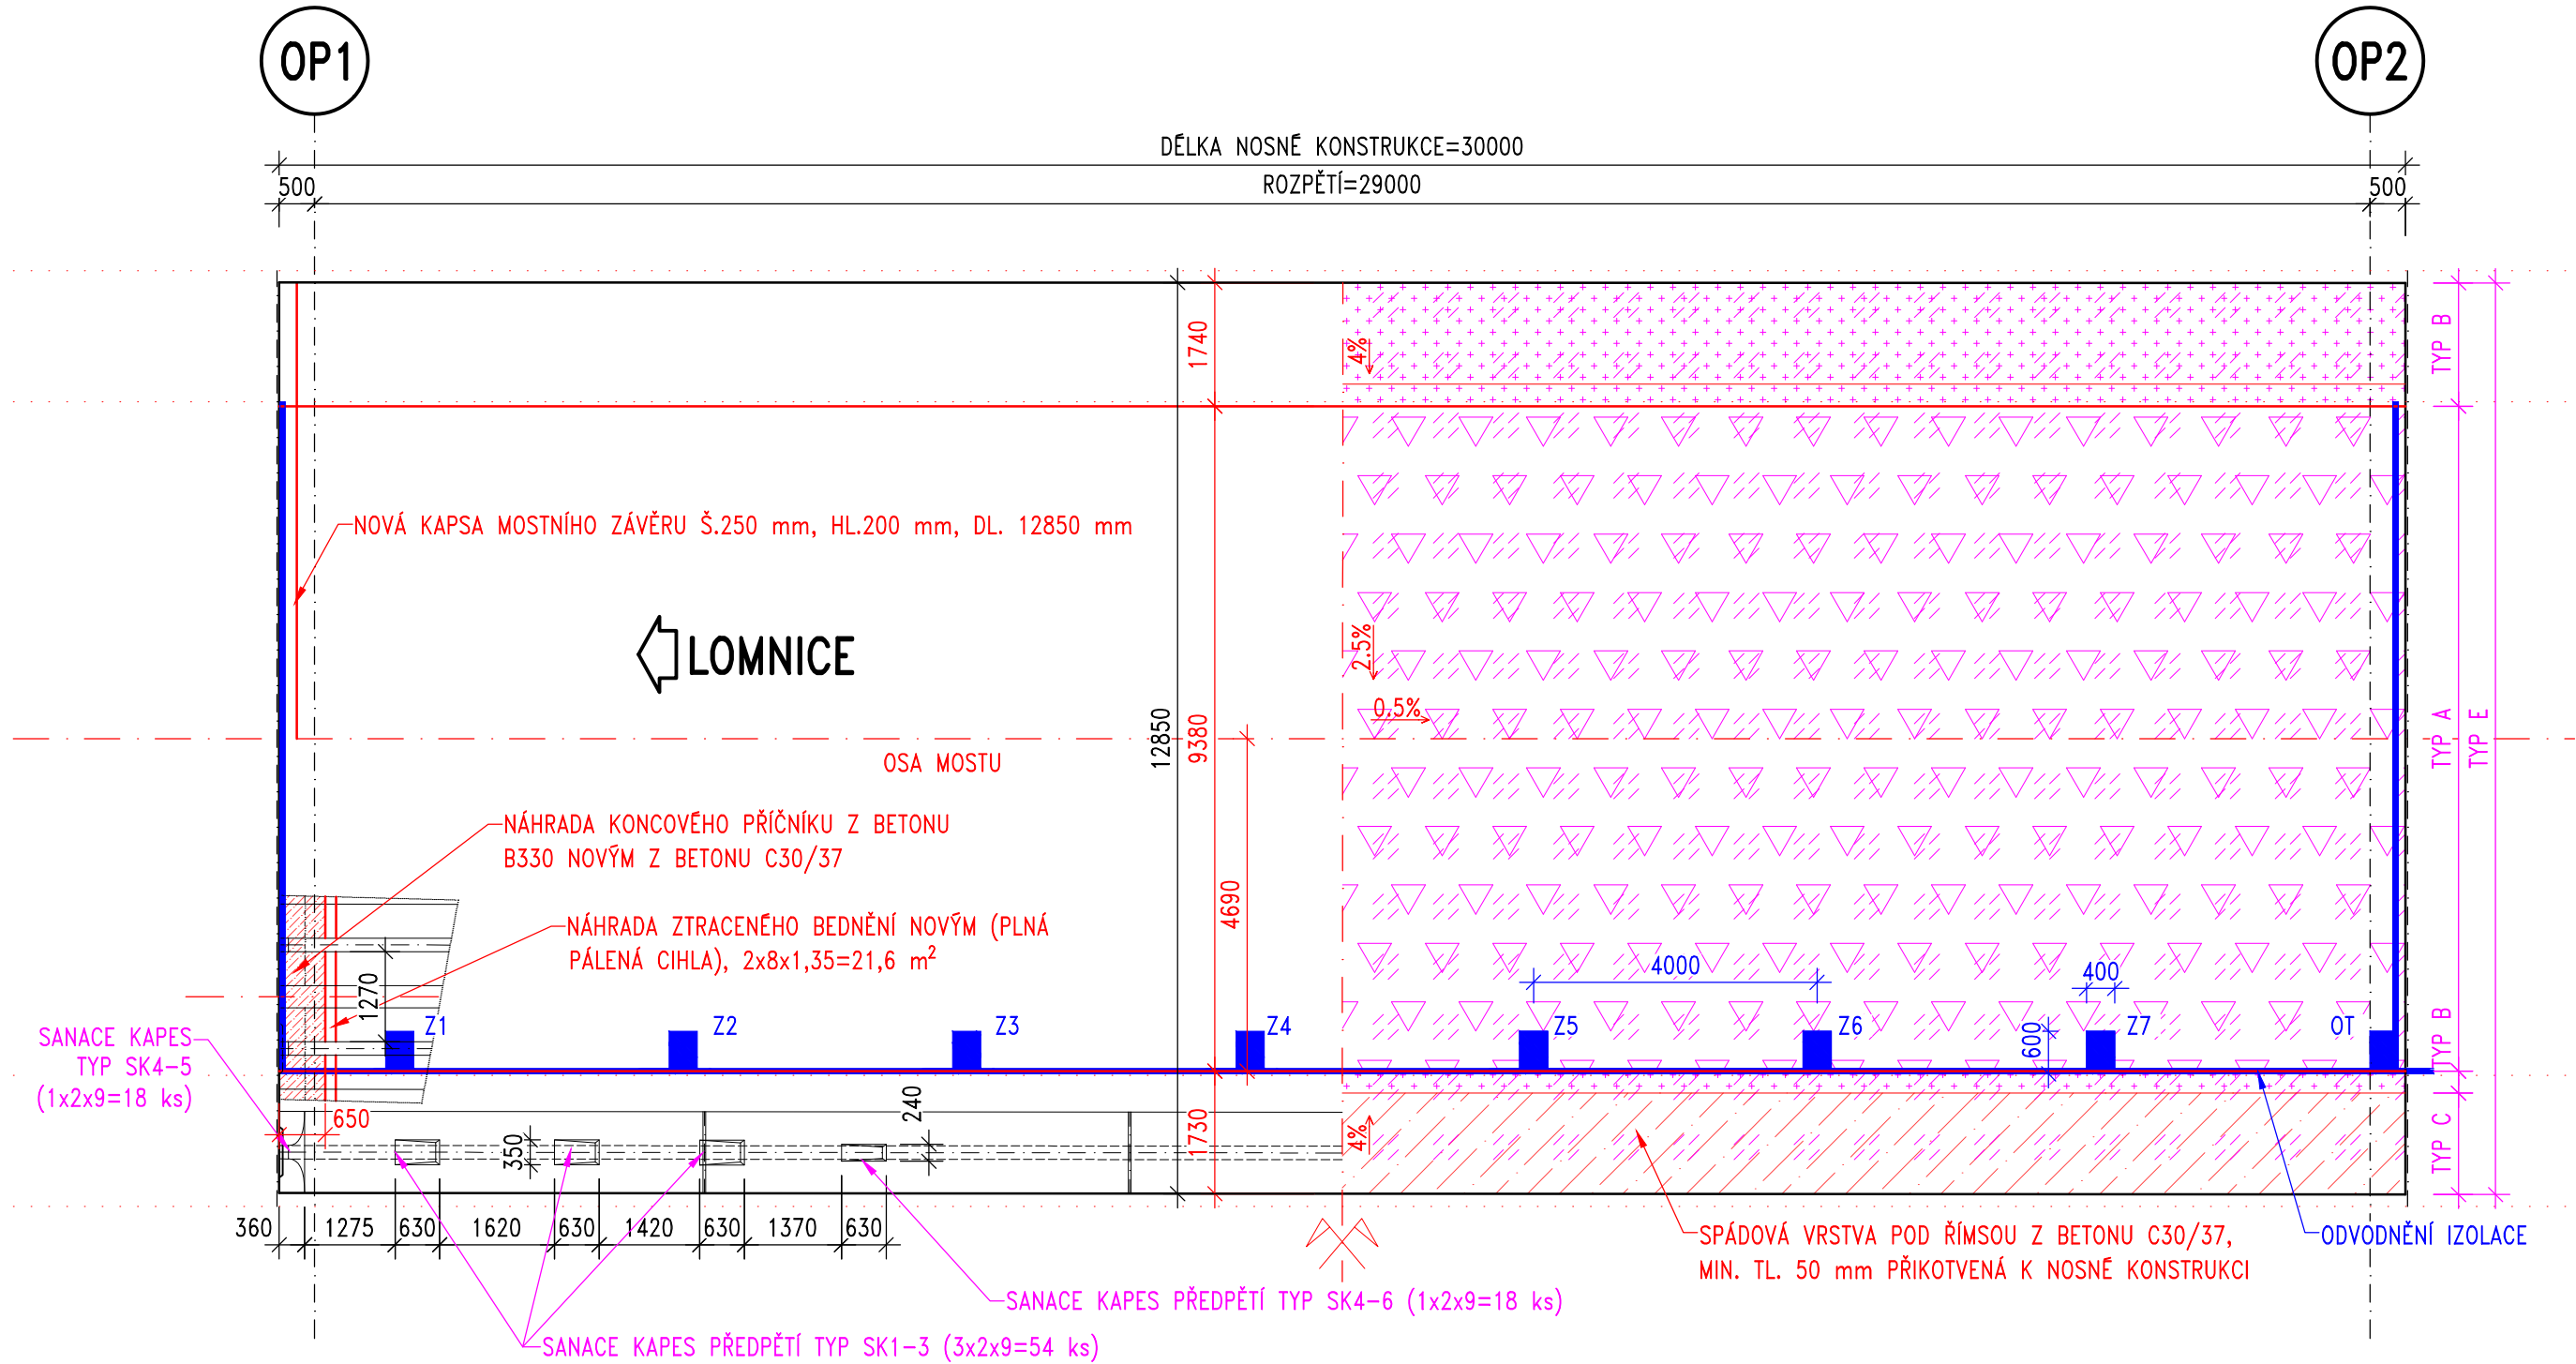 OP1
OP2
DÉLKA NOSNÉ KONSTRUKCE=30000
500
ROZPĚTÍ=29000
500
1740
4%
TYP B
NOVÁ KAPSA MOSTNÍHO ZÁVĚRU Š.250 mm, HL.200 mm, DL. 12850 mm
LOMNICE
2.5%
0.5%
12850
9380
TYP A
TYP E
OSA MOSTU
NÁHRADA KONCOVÉHO PŘÍČNÍKU Z BETONU
B330 NOVÝM Z BETONU C30/37
4690
NÁHRADA ZTRACENÉHO BEDNĚNÍ NOVÝM (PLNÁ
PÁLENÁ CIHLA), 2x8x1,35=21,6 m²
1270
4000
400
600
Z1
Z2
Z3
Z4
Z5
Z6
Z7
OT
TYP B
SANACE KAPES
TYP SK4-5
(1x2x9=18 ks)
650
350
240
1730
4%
TYP C
360
1275
630
1620
630
1420
630
1370
630
SPÁDOVÁ VRSTVA POD ŘÍMSOU Z BETONU C30/37,
MIN. TL. 50 mm PŘIKOTVENÁ K NOSNÉ KONSTRUKCI
ODVODNĚNÍ IZOLACE
SANACE KAPES PŘEDPĚTÍ TYP SK4-6 (1x2x9=18 ks)
SANACE KAPES PŘEDPĚTÍ TYP SK1-3 (3x2x9=54 ks)